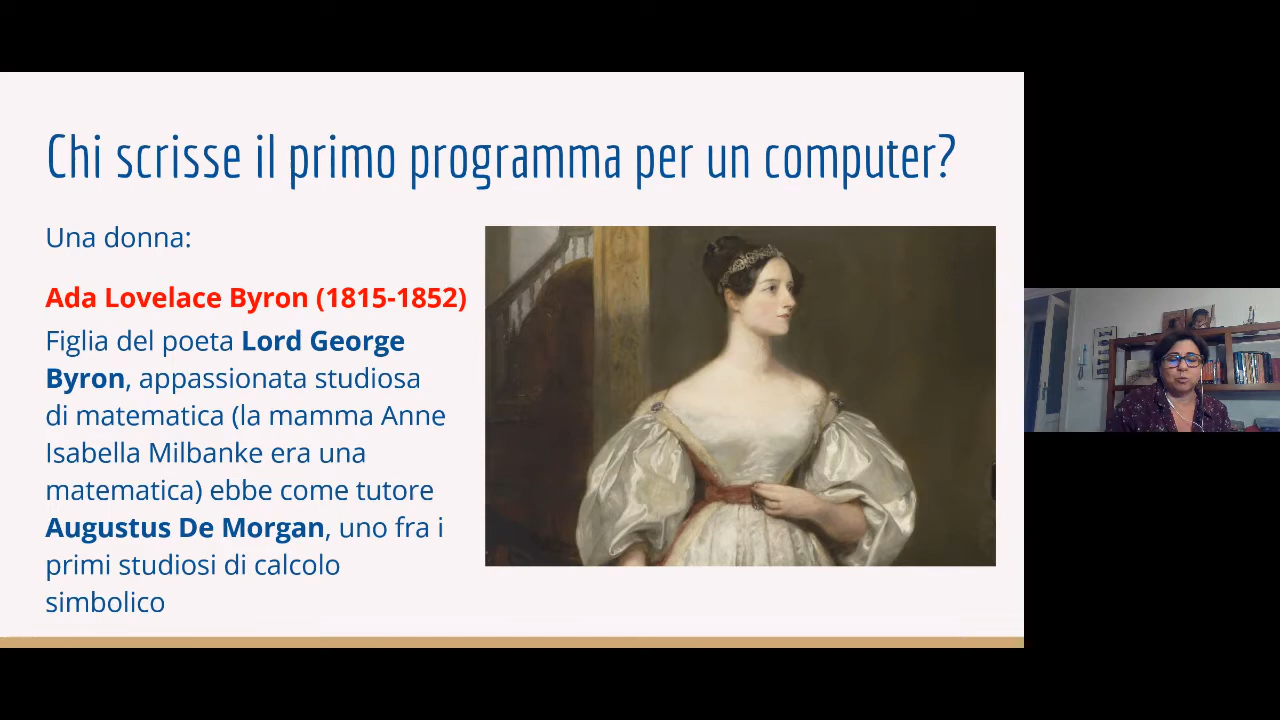 Chi scrisse il primo programma per un computer?
Una donna:
Ada Lovelace Byron (1815-1852)
Figlia del poeta Lord George
Byron, appassionata studiosa
di matematica (la mamma Anne
Isabella Milbanke era una
matematica) ebbe come tutore
Augustus De Morgan, uno fra i
primi studiosi di calcolo
simbolico